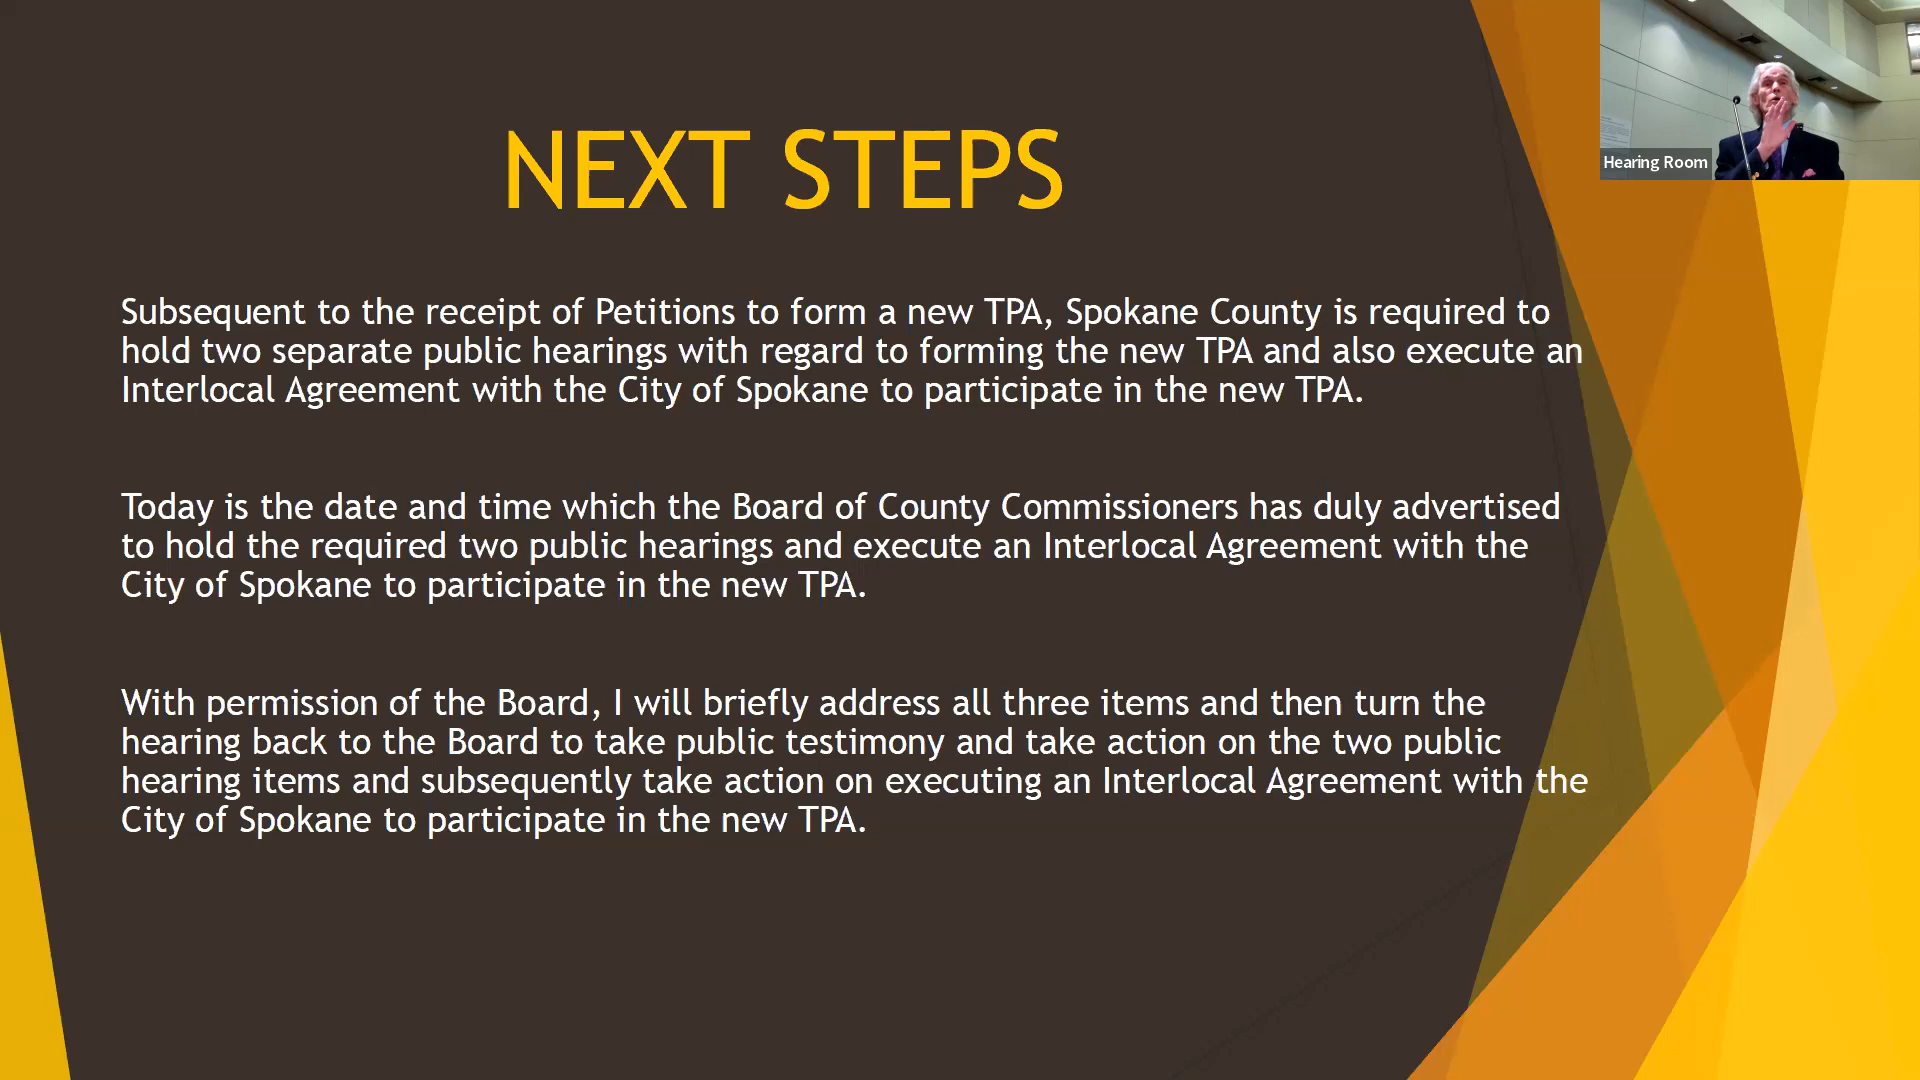 NEXT STEPS
Hearing Room
Subsequent to the receipt of Petitions to form a new TPA, Spokane County is required to
hold two separate public hearings with regard to forming the new TPA and also execute an
Interlocal Agreement with the City of Spokane to participate in the new TPA.
Today is the date and time which the Board of County Commissioners has duly advertised
to hold the required two public hearings and execute an Interlocal Agreement with the
City of Spokane to participate in the new TPA.
With permission of the Board, I will briefly address all three items and then turn the
hearing back to the Board to take public testimony and take action on the two public
hearing items and subsequently take action on executing an Interlocal Agreement with the
City of Spokane to participate in the new TPA.